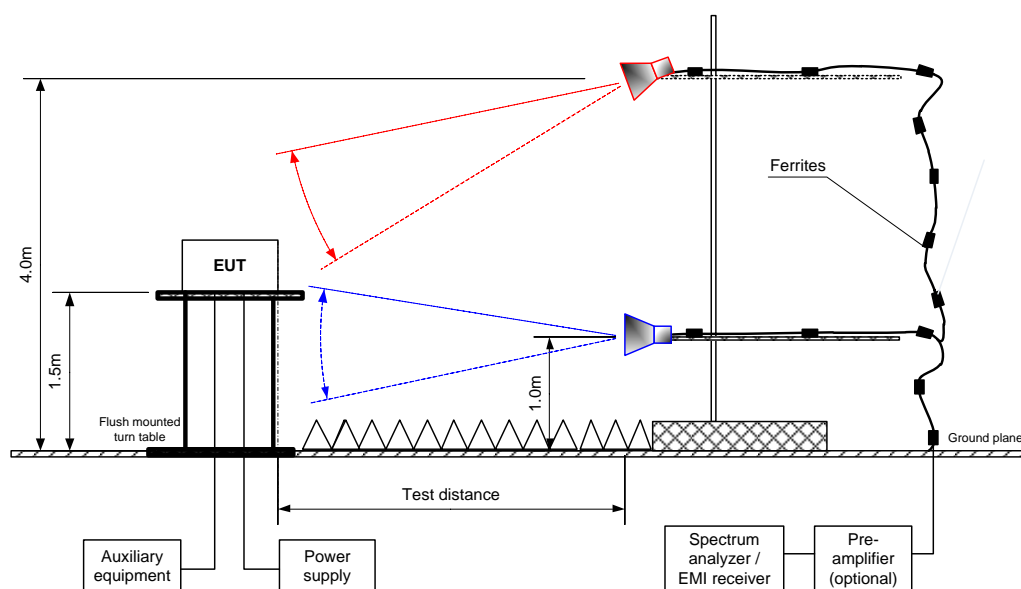 Ferrites
4.0m
EUT
1.5m
1.0m
Flush mounted
turn table
Ground plane
Test distance
Auxiliary
equipment
Power
supply
Spectrum
analyzer /
EMI receiver
Pre-
amplifier
(optional)